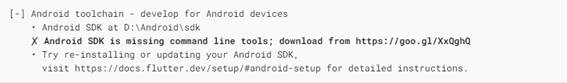 [-] Android toolchain - develop for Android devices
• Android SDK at D:\Android\sdk
✗ Android SDK is missing command line tools; download from https://goo.gl/XxQghQ
• Try re-installing or updating your Android SDK,
visit https://docs.flutter.dev/setup/#android-setup for detailed instructions.